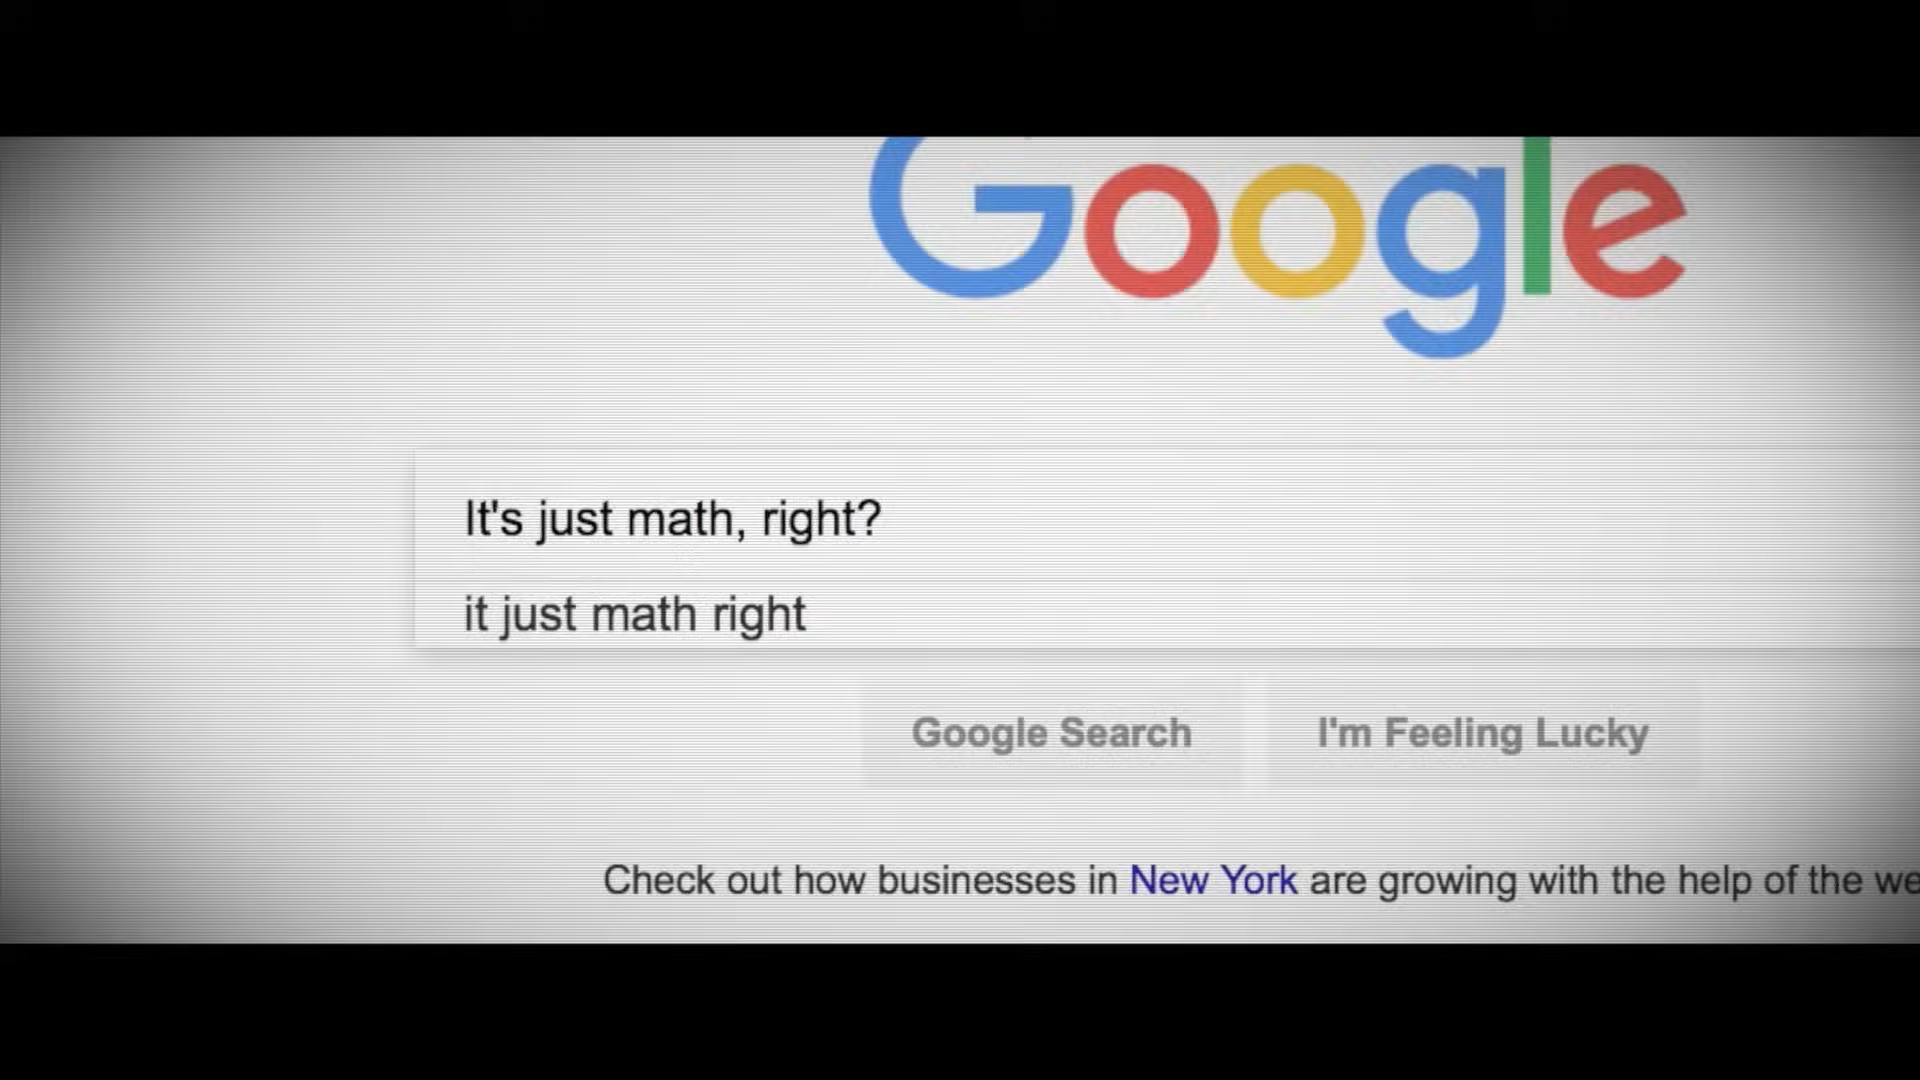 Google
It's just math, right?
it just math right
Google Search
I'm Feeling Lucky
Check out how businesses in New York are growing with the help of the we